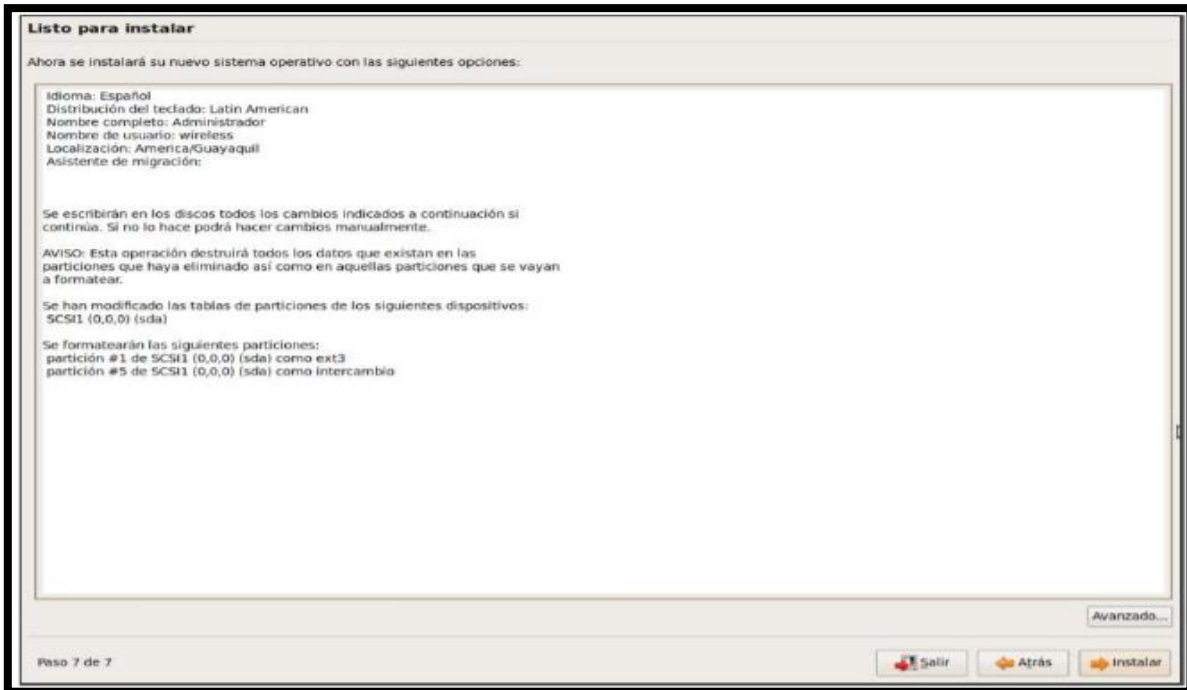 Listo para instalar
Ahora se instalará su nuevo sistema operativo con las siguientes opciones:
Idioma: Español
Distribución del teclado: Latin American
Nombre completo: Administrador
Nombre de usuario: wireless
Localización: America/Guayaquil
Asistente de migración:
Se escribirán en los discos todos los cambios indicados a continuación si
continúa. Si no lo hace podrá hacer cambios manualmente.
AVISO: Esta operación destruirá todos los datos que existan en las
particiones que haya eliminado así como en aquellas particiones que se vayan
a formatear.
Se han modificado las tablas de particiones de los siguientes dispositivos:
SCSI1 (0,0,0) (sda)
Se formatearán las siguientes particiones:
partición #1 de SCSI1 (0,0,0) (sda) como ext3
partición #5 de SCSI1 (0,0,0) (sda) como intercambio
Avanzado...
Paso 7 de 7
Salir
Atrás
Instalar